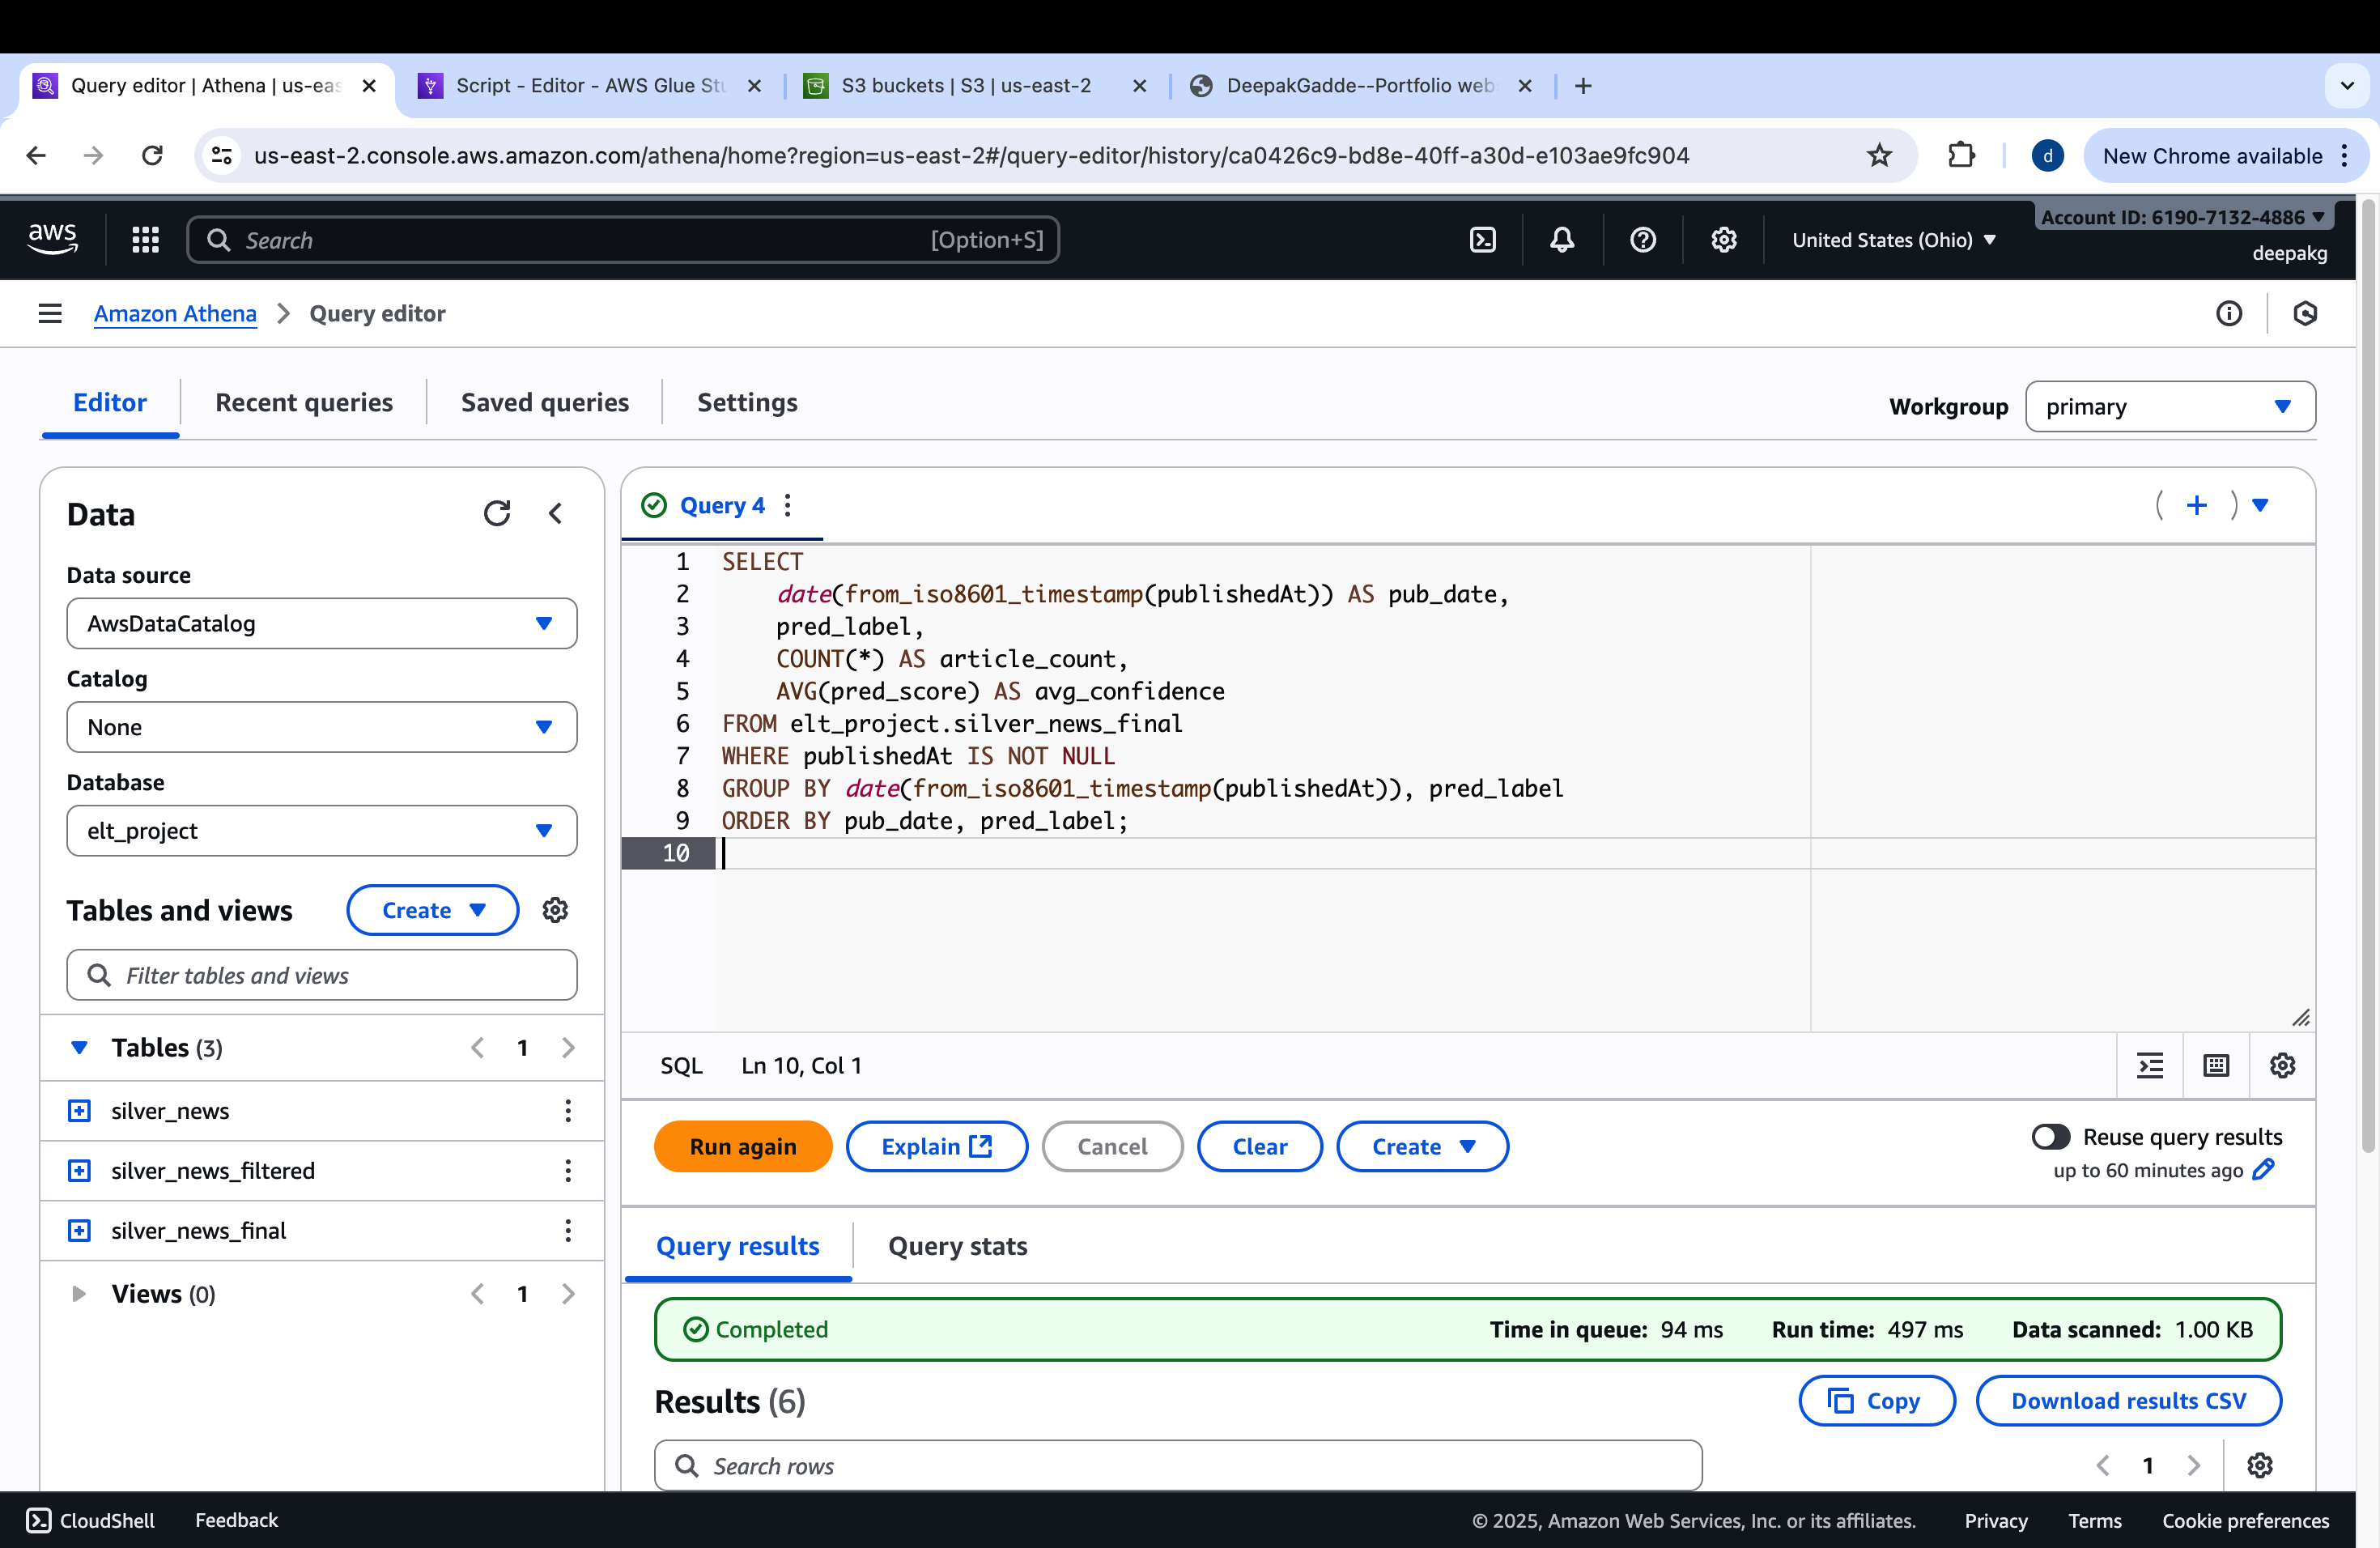 Query editor | Athena | us-eas
Script - Editor - AWS Glue Stu
S3 buckets | S3 | us-east-2
DeepakGadde--Portfolio web
us-east-2.console.aws.amazon.com/athena/home?region=us-east-2#/query-editor/history/ca0426c9-bd8e-40ff-a30d-e103ae9fc904
d
New Chrome available
aws
Search
[Option+S]
United States (Ohio)
Account ID: 6190-7132-4886
deepakg
Amazon Athena
Query editor
Editor
Recent queries
Saved queries
Settings
Workgroup
primary
Data
Data source
AwsDataCatalog
Catalog
None
Database
elt_project
Tables and views
Create
Filter tables and views
Tables (3)
1
silver_news
silver_news_filtered
silver_news_final
Views (0)
1
Query 4
1 SELECT
2 date(from_iso8601_timestamp(publishedAt)) AS pub_date,
3 pred_label,
4 COUNT(*) AS article_count,
5 AVG(pred_score) AS avg_confidence
6 FROM elt_project.silver_news_final
7 WHERE publishedAt IS NOT NULL
8 GROUP BY date(from_iso8601_timestamp(publishedAt)), pred_label
9 ORDER BY pub_date, pred_label;
10
SQL Ln 10, Col 1
Run again
Explain
Cancel
Clear
Create
Reuse query results
up to 60 minutes ago
Query results
Query stats
Completed
Time in queue: 94 ms
Run time: 497 ms
Data scanned: 1.00 KB
Results (6)
Copy
Download results CSV
Search rows
1
CloudShell
Feedback
© 2025, Amazon Web Services, Inc. or its affiliates.
Privacy
Terms
Cookie preferences